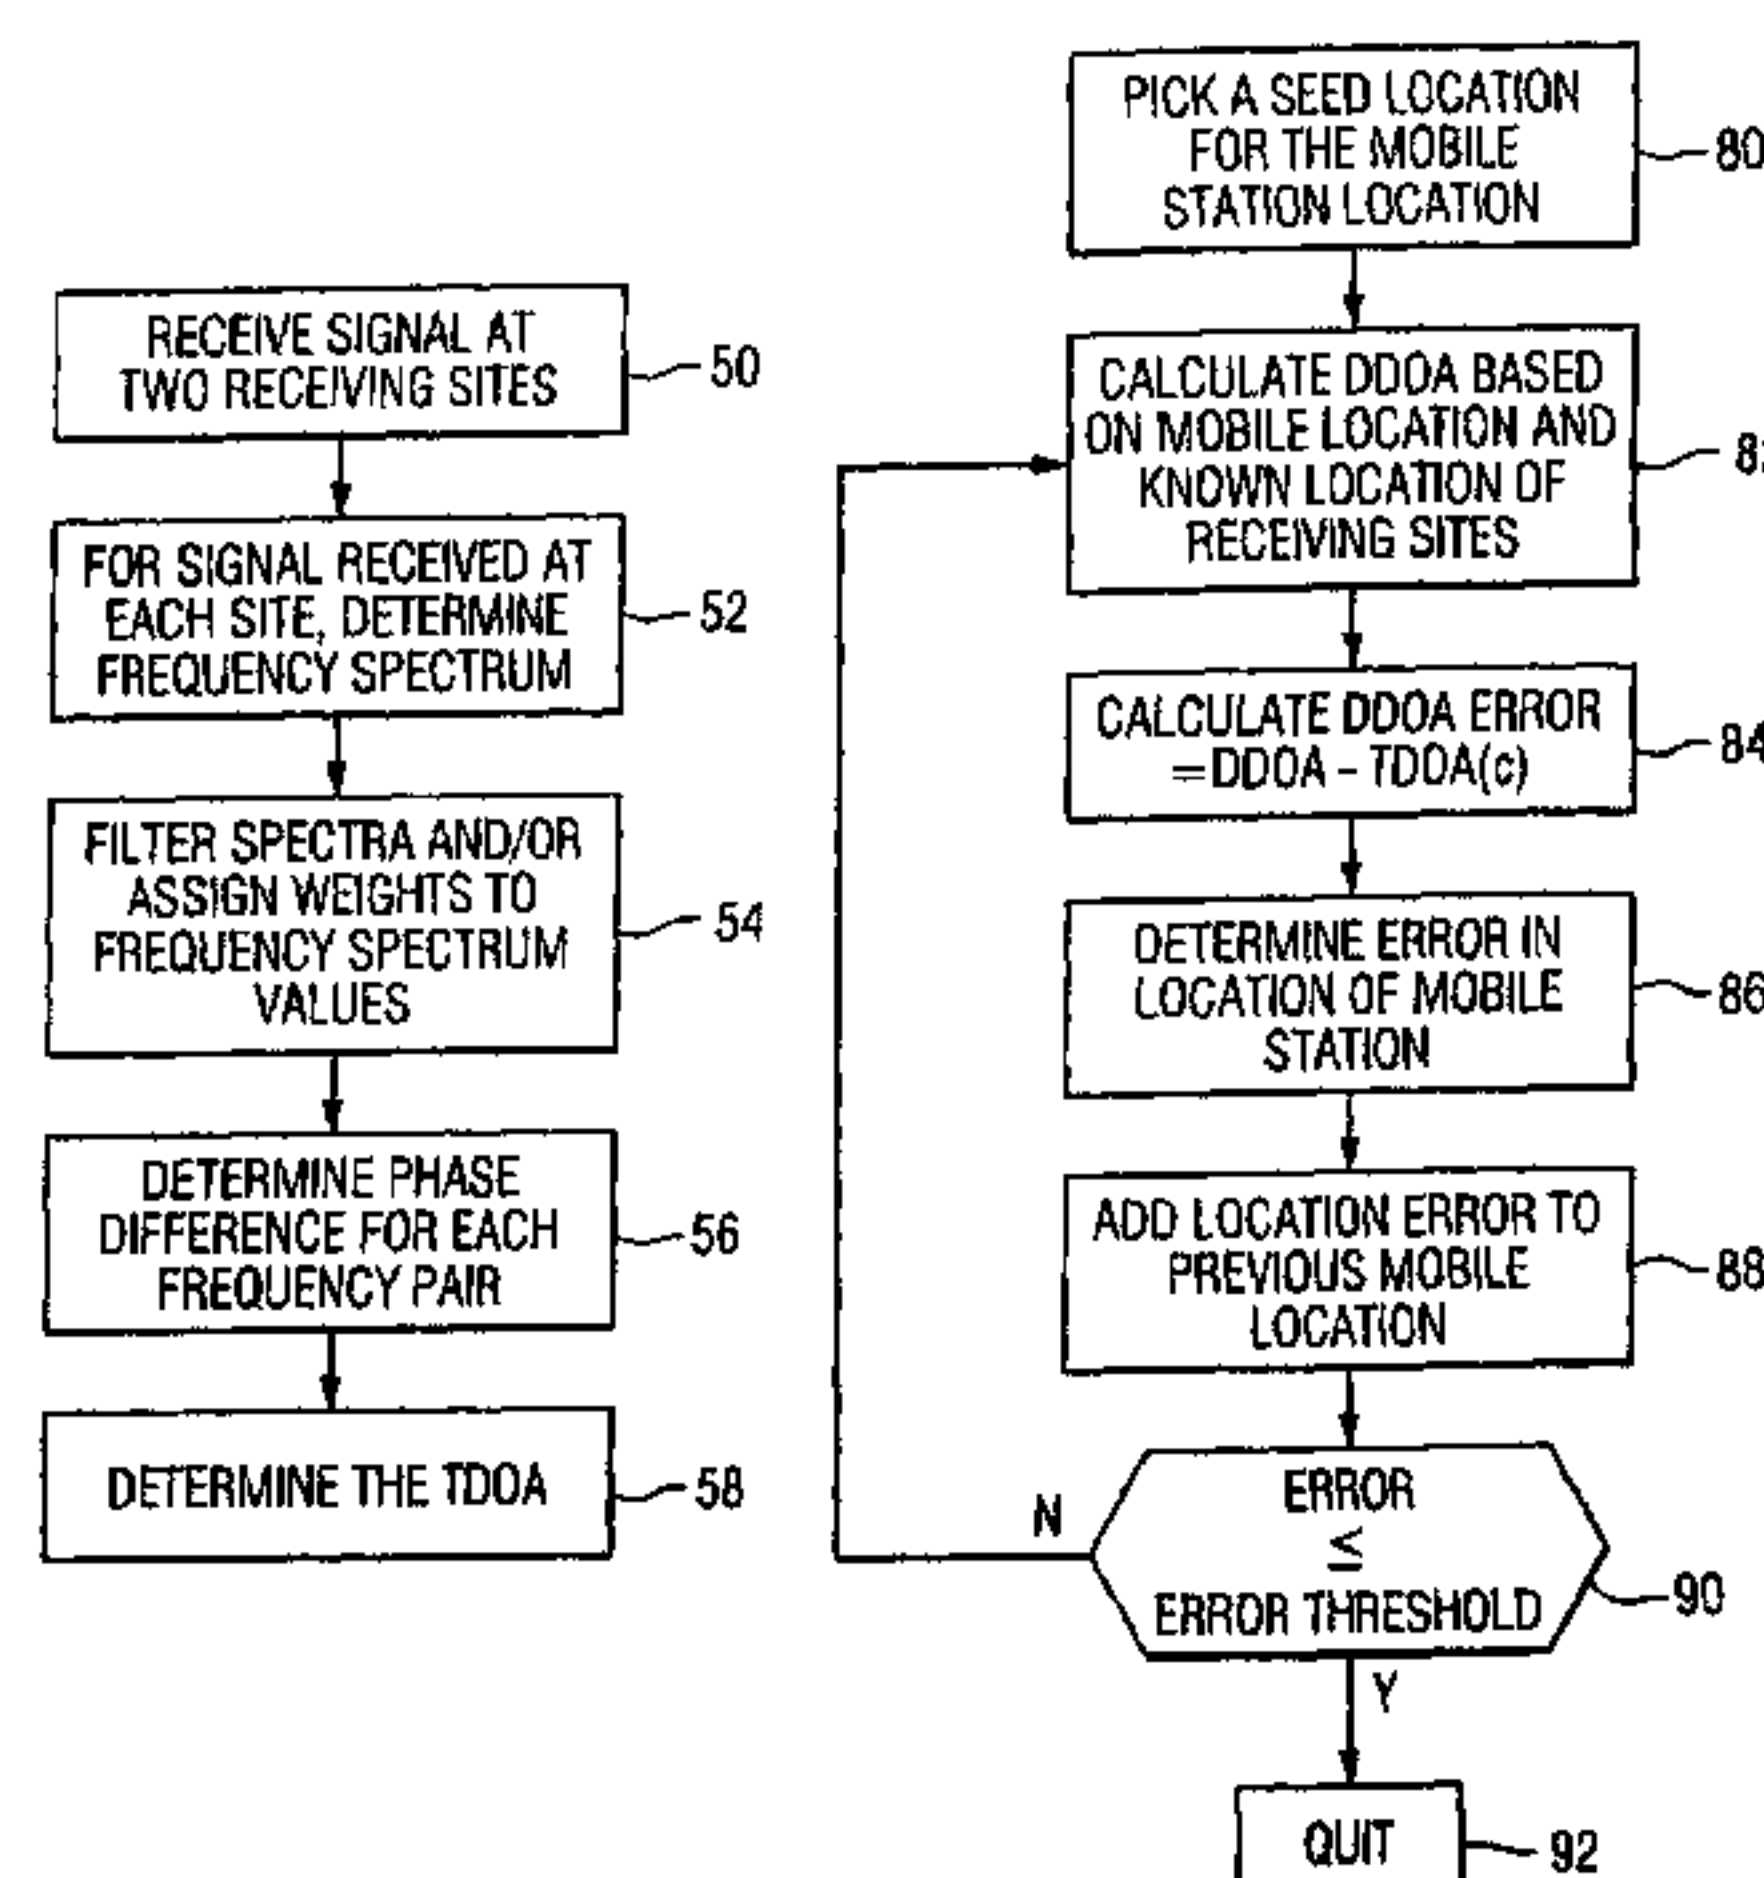 RECEIVE SIGNAL AT
TWO RECEIVING SITES
50
FOR SIGNAL RECEIVED AT
EACH SITE, DETERMINE
FREQUENCY SPECTRUM
52
FILTER SPECTRA AND/OR
ASSIGN WEIGHTS TO
FREQUENCY SPECTRUM
VALUES
54
DETERMINE PHASE
DIFFERENCE FOR EACH
FREQUENCY PAIR
56
DETERMINE THE TDOA
58
PICK A SEED LOCATION
FOR THE MOBILE
STATION LOCATION
80
CALCULATE DDOA BASED
ON MOBILE LOCATION AND
KNOWN LOCATION OF
RECEIVING SITES
CALCULATE DDOA ERROR
=DDOA - TDOA(c)
84
DETERMINE ERROR IN
LOCATION OF MOBILE
STATION
86
ADD LOCATION ERROR TO
PREVIOUS MOBILE
LOCATION
88
ERROR
≤
ERROR THRESHOLD
90
N
Y
QUIT
92